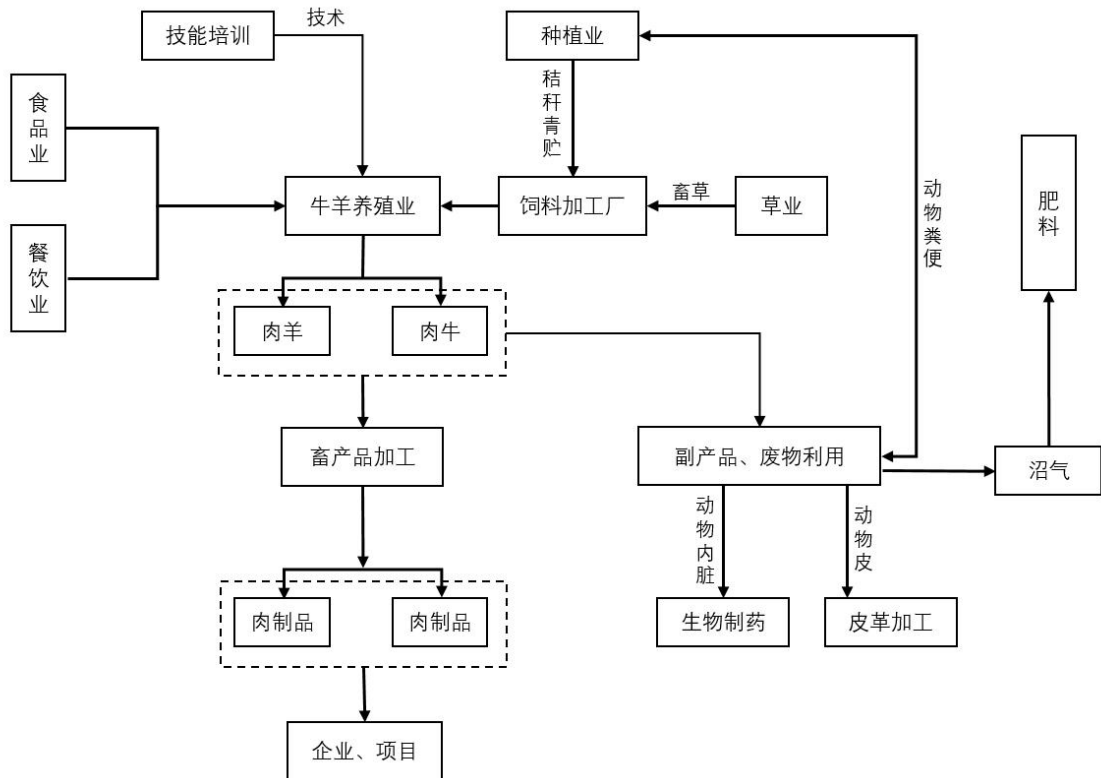 技能培训
技术
种植业
食品业
秸秆青贮
动物粪便
肥料
牛羊养殖业
饲料加工厂
畜草
草业
餐饮业
肉羊
肉牛
畜产品加工
副产品、废物利用
沼气
动物内脏
动物皮
肉制品
肉制品
生物制药
皮革加工
企业、项目